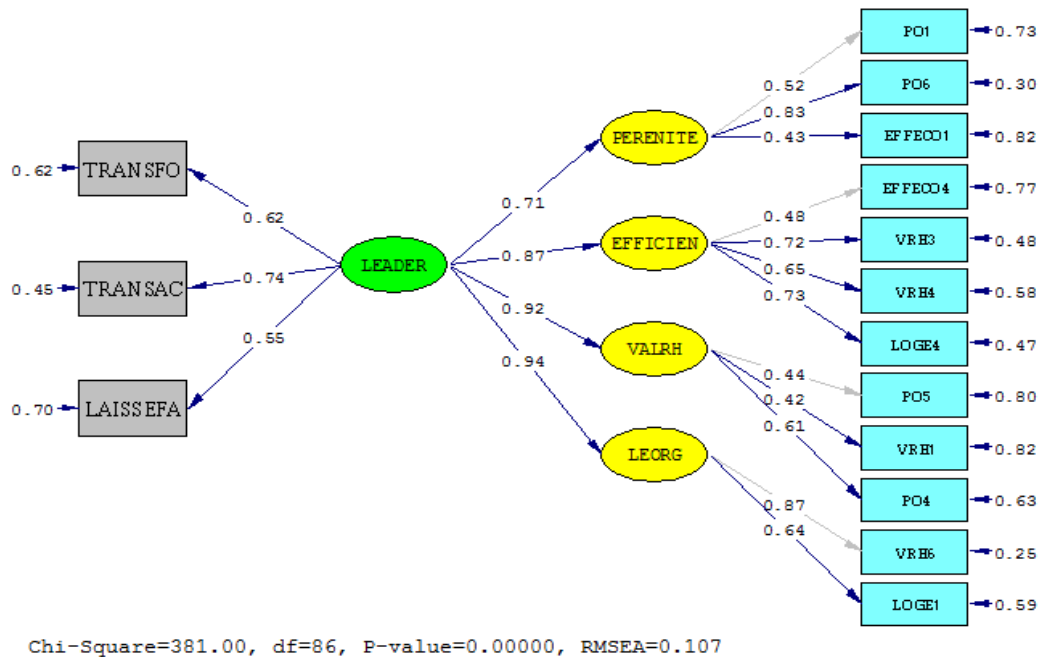 PO1
0.73
0.52
PO6
0.30
0.83
PERENITE
0.43
EFFECO1
0.82
0.62
TRANSFO
EFFECO4
0.77
0.71
0.48
0.62
EFFICIEN
0.72
VRH3
0.48
0.87
LEADER
0.65
VRH4
0.58
0.45
TRANSAC
0.74
0.73
0.92
0.55
VALRH
LOGE4
0.47
0.94
0.44
PO5
0.80
0.70
LAISSEFA
0.42
0.61
VRH1
0.82
LEORG
PO4
0.63
0.87
0.64
VRH6
0.25
LOGE1
0.59
Chi-Square=381.00, df=86, P-value=0.00000, RMSEA=0.107